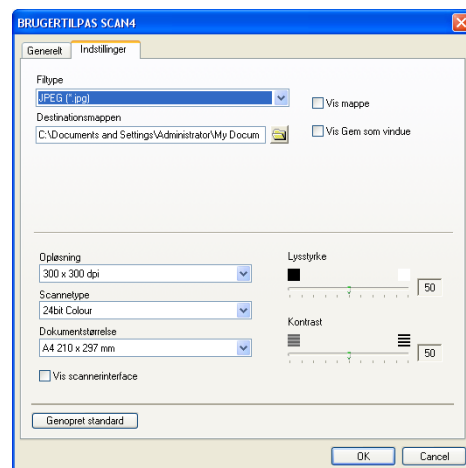 BRUGERTILPAS SCAN4
Generelt Indstillinger
Filtype
JPEG (*.jpg)
Vis mappe
Destinationsmappen
C:\Documents and Settings\Administrator\My Docum
Vis Gem som vindue
Opløsning
300 x 300 dpi
Scannetype
24bit Colour
Dokumentstørrelse
A4 210 x 297 mm
Vis scannerinterface
Lysstyrke
50
Kontrast
50
Genopret standard
OK Cancel